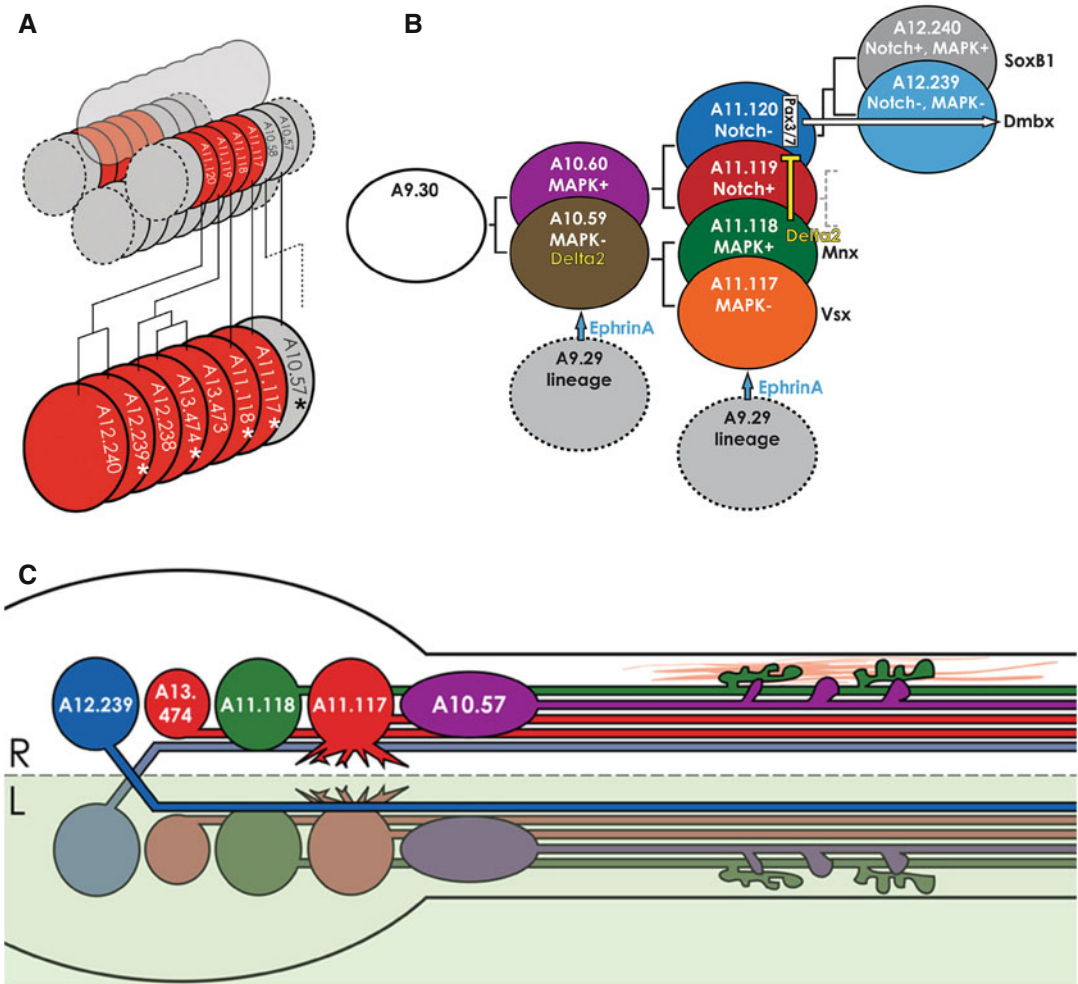 A
A11.120
A11.119
A11.118
A11.117
A10.58
A10.57
A12.240
A12.239*
A12.238
A13.474*
A13.473
A11.118*
A11.117*
A10.57*
B
A9.30
A10.60
MAPK+
A10.59
MAPK-
Delta2
EphrinA
A9.29
lineage
A11.120
Notch-
Pax3/7
A11.119
Notch+
Delta2
A11.118
MAPK+
Mnx
A11.117
MAPK-
Vsx
EphrinA
A9.29
lineage
A12.240
Notch+, MAPK+
SoxB1
A12.239
Notch-, MAPK-
Dmbx
C
A12.239
A13.
474
A11.118
A11.117
A10.57
R
L